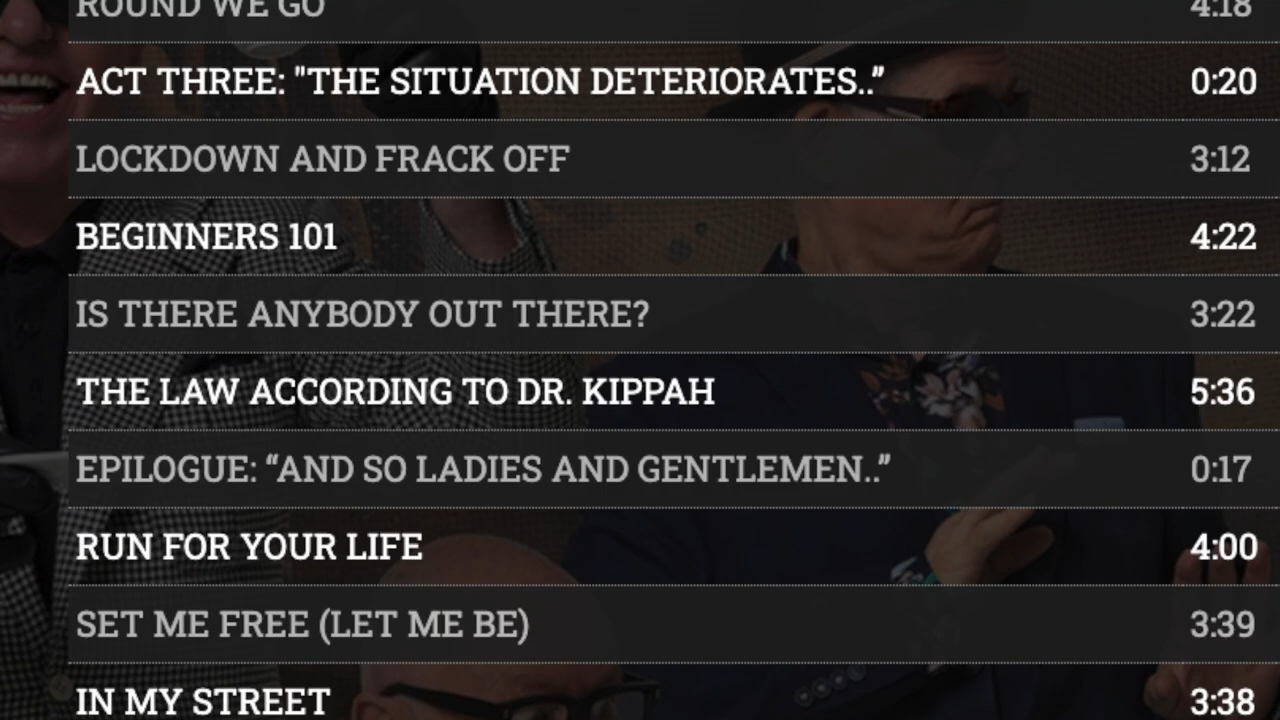 ROUND WE GO 4:18
ACT THREE: "THE SITUATION DETERIORATES..” 0:20
LOCKDOWN AND FRACK OFF 3:12
BEGINNERS 101 4:22
IS THERE ANYBODY OUT THERE? 3:22
THE LAW ACCORDING TO DR. KIPPAH 5:36
EPILOGUE: “AND SO LADIES AND GENTLEMEN..” 0:17
RUN FOR YOUR LIFE 4:00
SET ME FREE (LET ME BE) 3:39
IN MY STREET 3:38